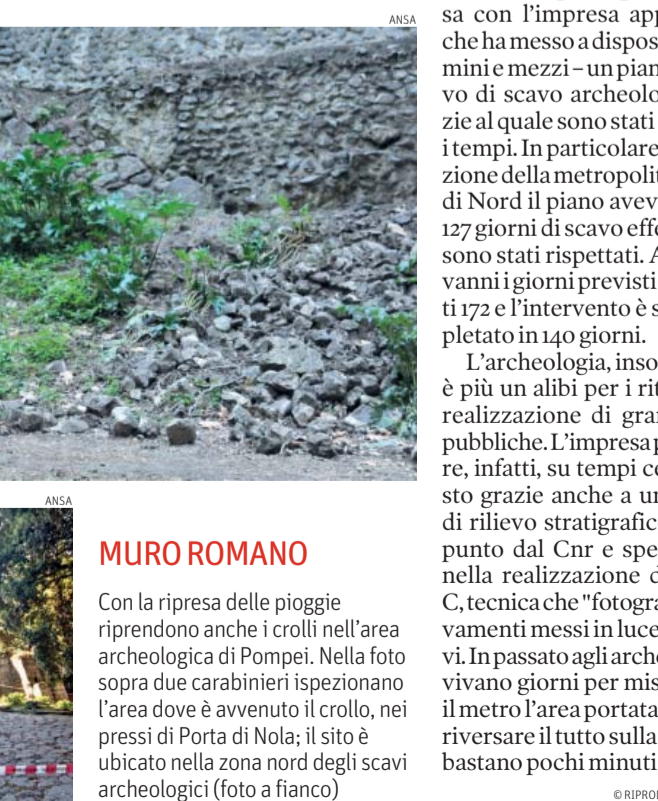 ANSA
ANSA
MURO ROMANO
Con la ripresa delle pioggie
riprendono anche i crolli nell’area
archeologica di Pompei. Nella foto
sopra due carabinieri ispezionano
l’area dove è avvenuto il crollo, nei
pressi di Porta di Nola; il sito è
ubicato nella zona nord degli scavi
archeologici (foto a fianco)
sa con l’impresa app
che ha messo a dispos
mini e mezzi – un pian
vo di scavo archeolo
zie al quale sono stati
i tempi. In particolare
zione della metropolit
di Nord il piano avev
127 giorni di scavo effe
sono stati rispettati. A
vanni i giorni previsti
ti 172 e l’intervento è s
pletato in 140 giorni.
L’archeologia, inso
è più un alibi per i rit
realizzazione di gran
pubbliche. L’impresa p
re, infatti, su tempi ce
sto grazie anche a un
di rilievo stratigrafic
punto dal Cnr e spe
nella realizzazione d
C, tecnica che "fotogra
vamenti messi in luce
vi. In passato agli arche
vivano giorni per mis
il metro l’area portata
riversare il tutto sulla
bastano pochi minuti
© RIPRO